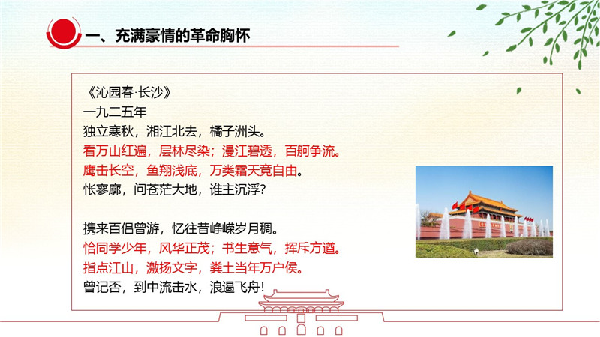 一、充满豪情的革命胸怀
《沁园春·长沙》
一九二五年
独立寒秋，湘江北去，橘子洲头。
看万山红遍，层林尽染；漫江碧透，百舸争流。
鹰击长空，鱼翔浅底，万类霜天竞自由。
怅寥廓，问苍茫大地，谁主沉浮？
携来百侣曾游，忆往昔峥嵘岁月稠。
恰同学少年，风华正茂；书生意气，挥斥方遒。
指点江山，激扬文字，粪土当年万户侯。
曾记否，到中流击水，浪遏飞舟！